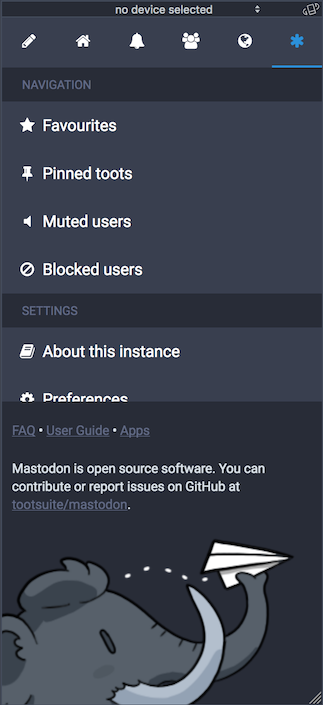 no device selected
NAVIGATION
Favourites
Pinned toots
Muted users
Blocked users
SETTINGS
About this instance
Preferences
FAQ • User Guide • Apps
Mastodon is open source software. You can
contribute or report issues on GitHub at
tootsuite/mastodon.